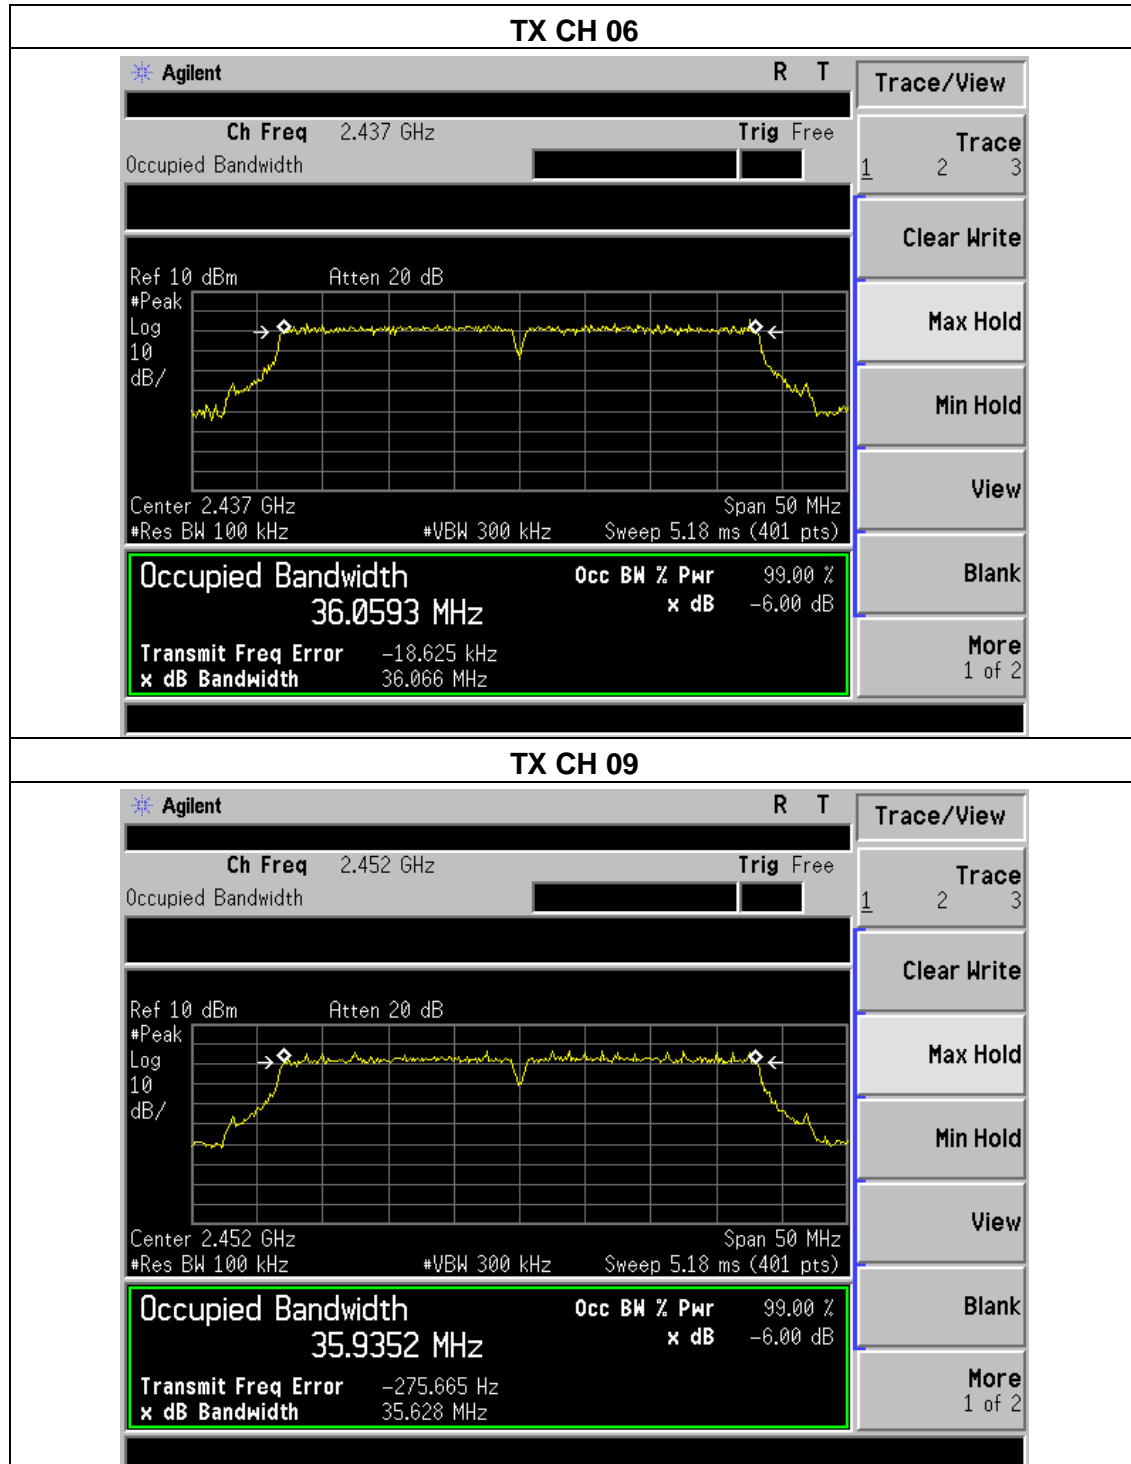 TX CH 06
Agilent R T
Trace/View
Ch Freq 2.437 GHz Trig Free
Occupied Bandwidth
Trace
1 2 3
Clear Write
Ref 10 dBm Atten 20 dB
#Peak
Log
10
dB/
Max Hold
Min Hold
View
Center 2.437 GHz Span 50 MHz
#Res BW 100 kHz #VBW 300 kHz Sweep 5.18 ms (401 pts)
Occupied Bandwidth Occ BW % Pwr 99.00 %
36.0593 MHz x dB -6.00 dB
Blank
Transmit Freq Error -18.625 kHz
x dB Bandwidth 36.066 MHz
More
1 of 2
TX CH 09
Agilent R T
Trace/View
Ch Freq 2.452 GHz Trig Free
Occupied Bandwidth
Trace
1 2 3
Clear Write
Ref 10 dBm Atten 20 dB
#Peak
Log
10
dB/
Max Hold
Min Hold
View
Center 2.452 GHz Span 50 MHz
#Res BW 100 kHz #VBW 300 kHz Sweep 5.18 ms (401 pts)
Occupied Bandwidth Occ BW % Pwr 99.00 %
35.9352 MHz x dB -6.00 dB
Blank
Transmit Freq Error -275.665 Hz
x dB Bandwidth 35.628 MHz
More
1 of 2